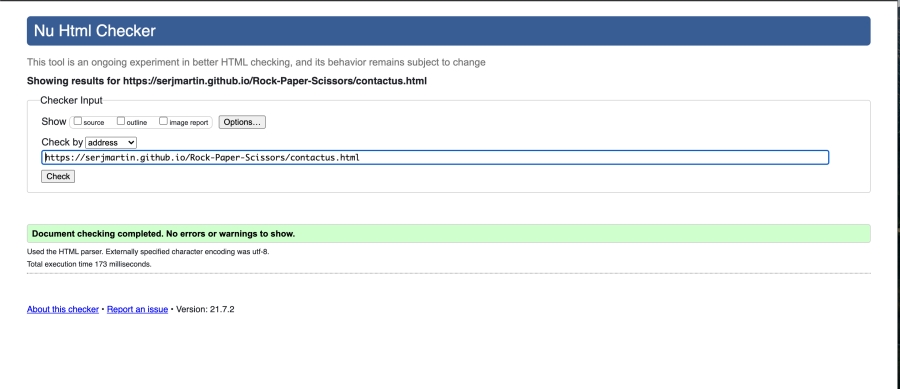 Nu Html Checker
This tool is an ongoing experiment in better HTML checking, and its behavior remains subject to change
Showing results for https://serjmartin.github.io/Rock-Paper-Scissors/contactus.html
Checker Input
Show source outline image report Options...
Check by address
https://serjmartin.github.io/Rock-Paper-Scissors/contactus.html
Check
Document checking completed. No errors or warnings to show.
Used the HTML parser. Externally specified character encoding was utf-8.
Total execution time 173 milliseconds.
About this checker • Report an issue • Version: 21.7.2